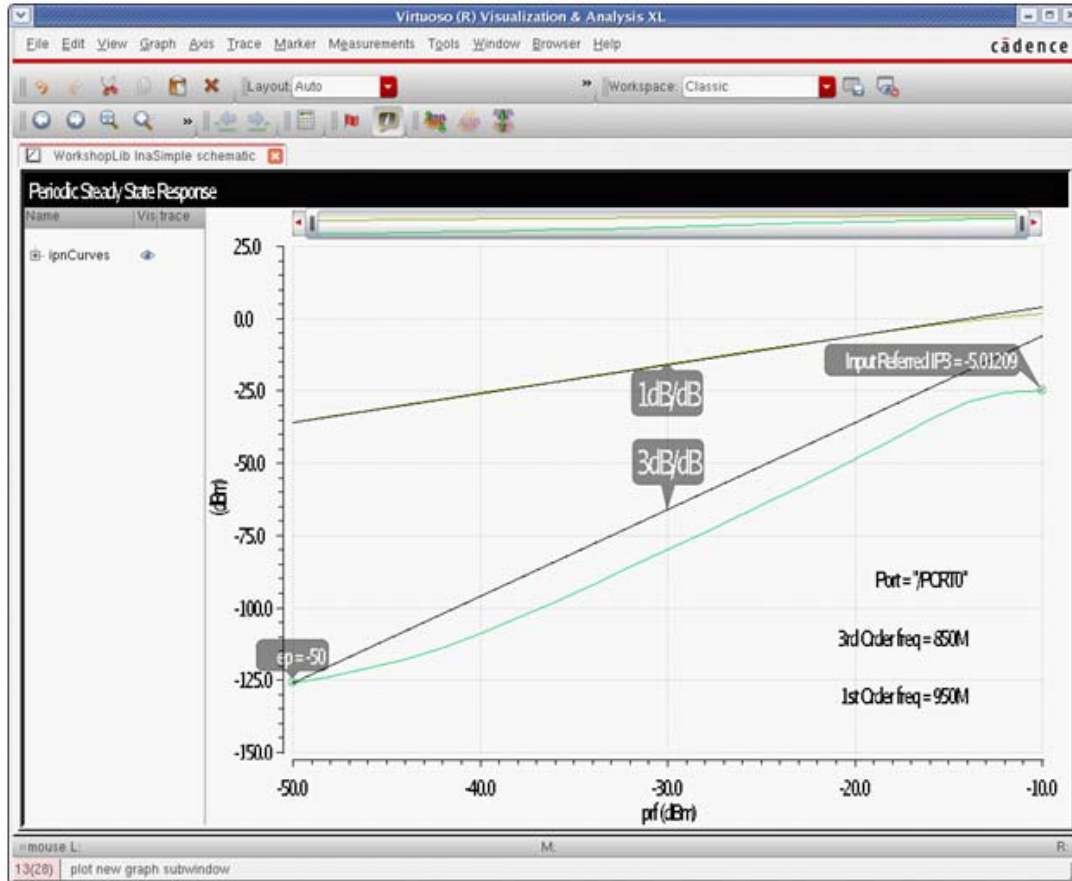 Virtuoso (R) Visualization & Analysis XL
File Edit View Graph Axis Trace Marker Measurements Tools Window Browser Help
cādence
Layout: Auto
Workspace: Classic
WorkshopLib lnaSimple schematic
Periodic Steady State Response
Name Vis trace
ipnCurves
25.0
0.0
-25.0
-50.0
-75.0
-100.0
-125.0
-150.0
(dBm)
Input Referred IP3 = -5.01209
1dB/dB
3dB/dB
ep = -50
Port = "/PORT0"
3rd Order freq = 850M
1st Order freq = 950M
-50.0 -40.0 -30.0 -20.0 -10.0
prf (dBm)
mouse L: M: R:
13(28) plot new graph subwindow